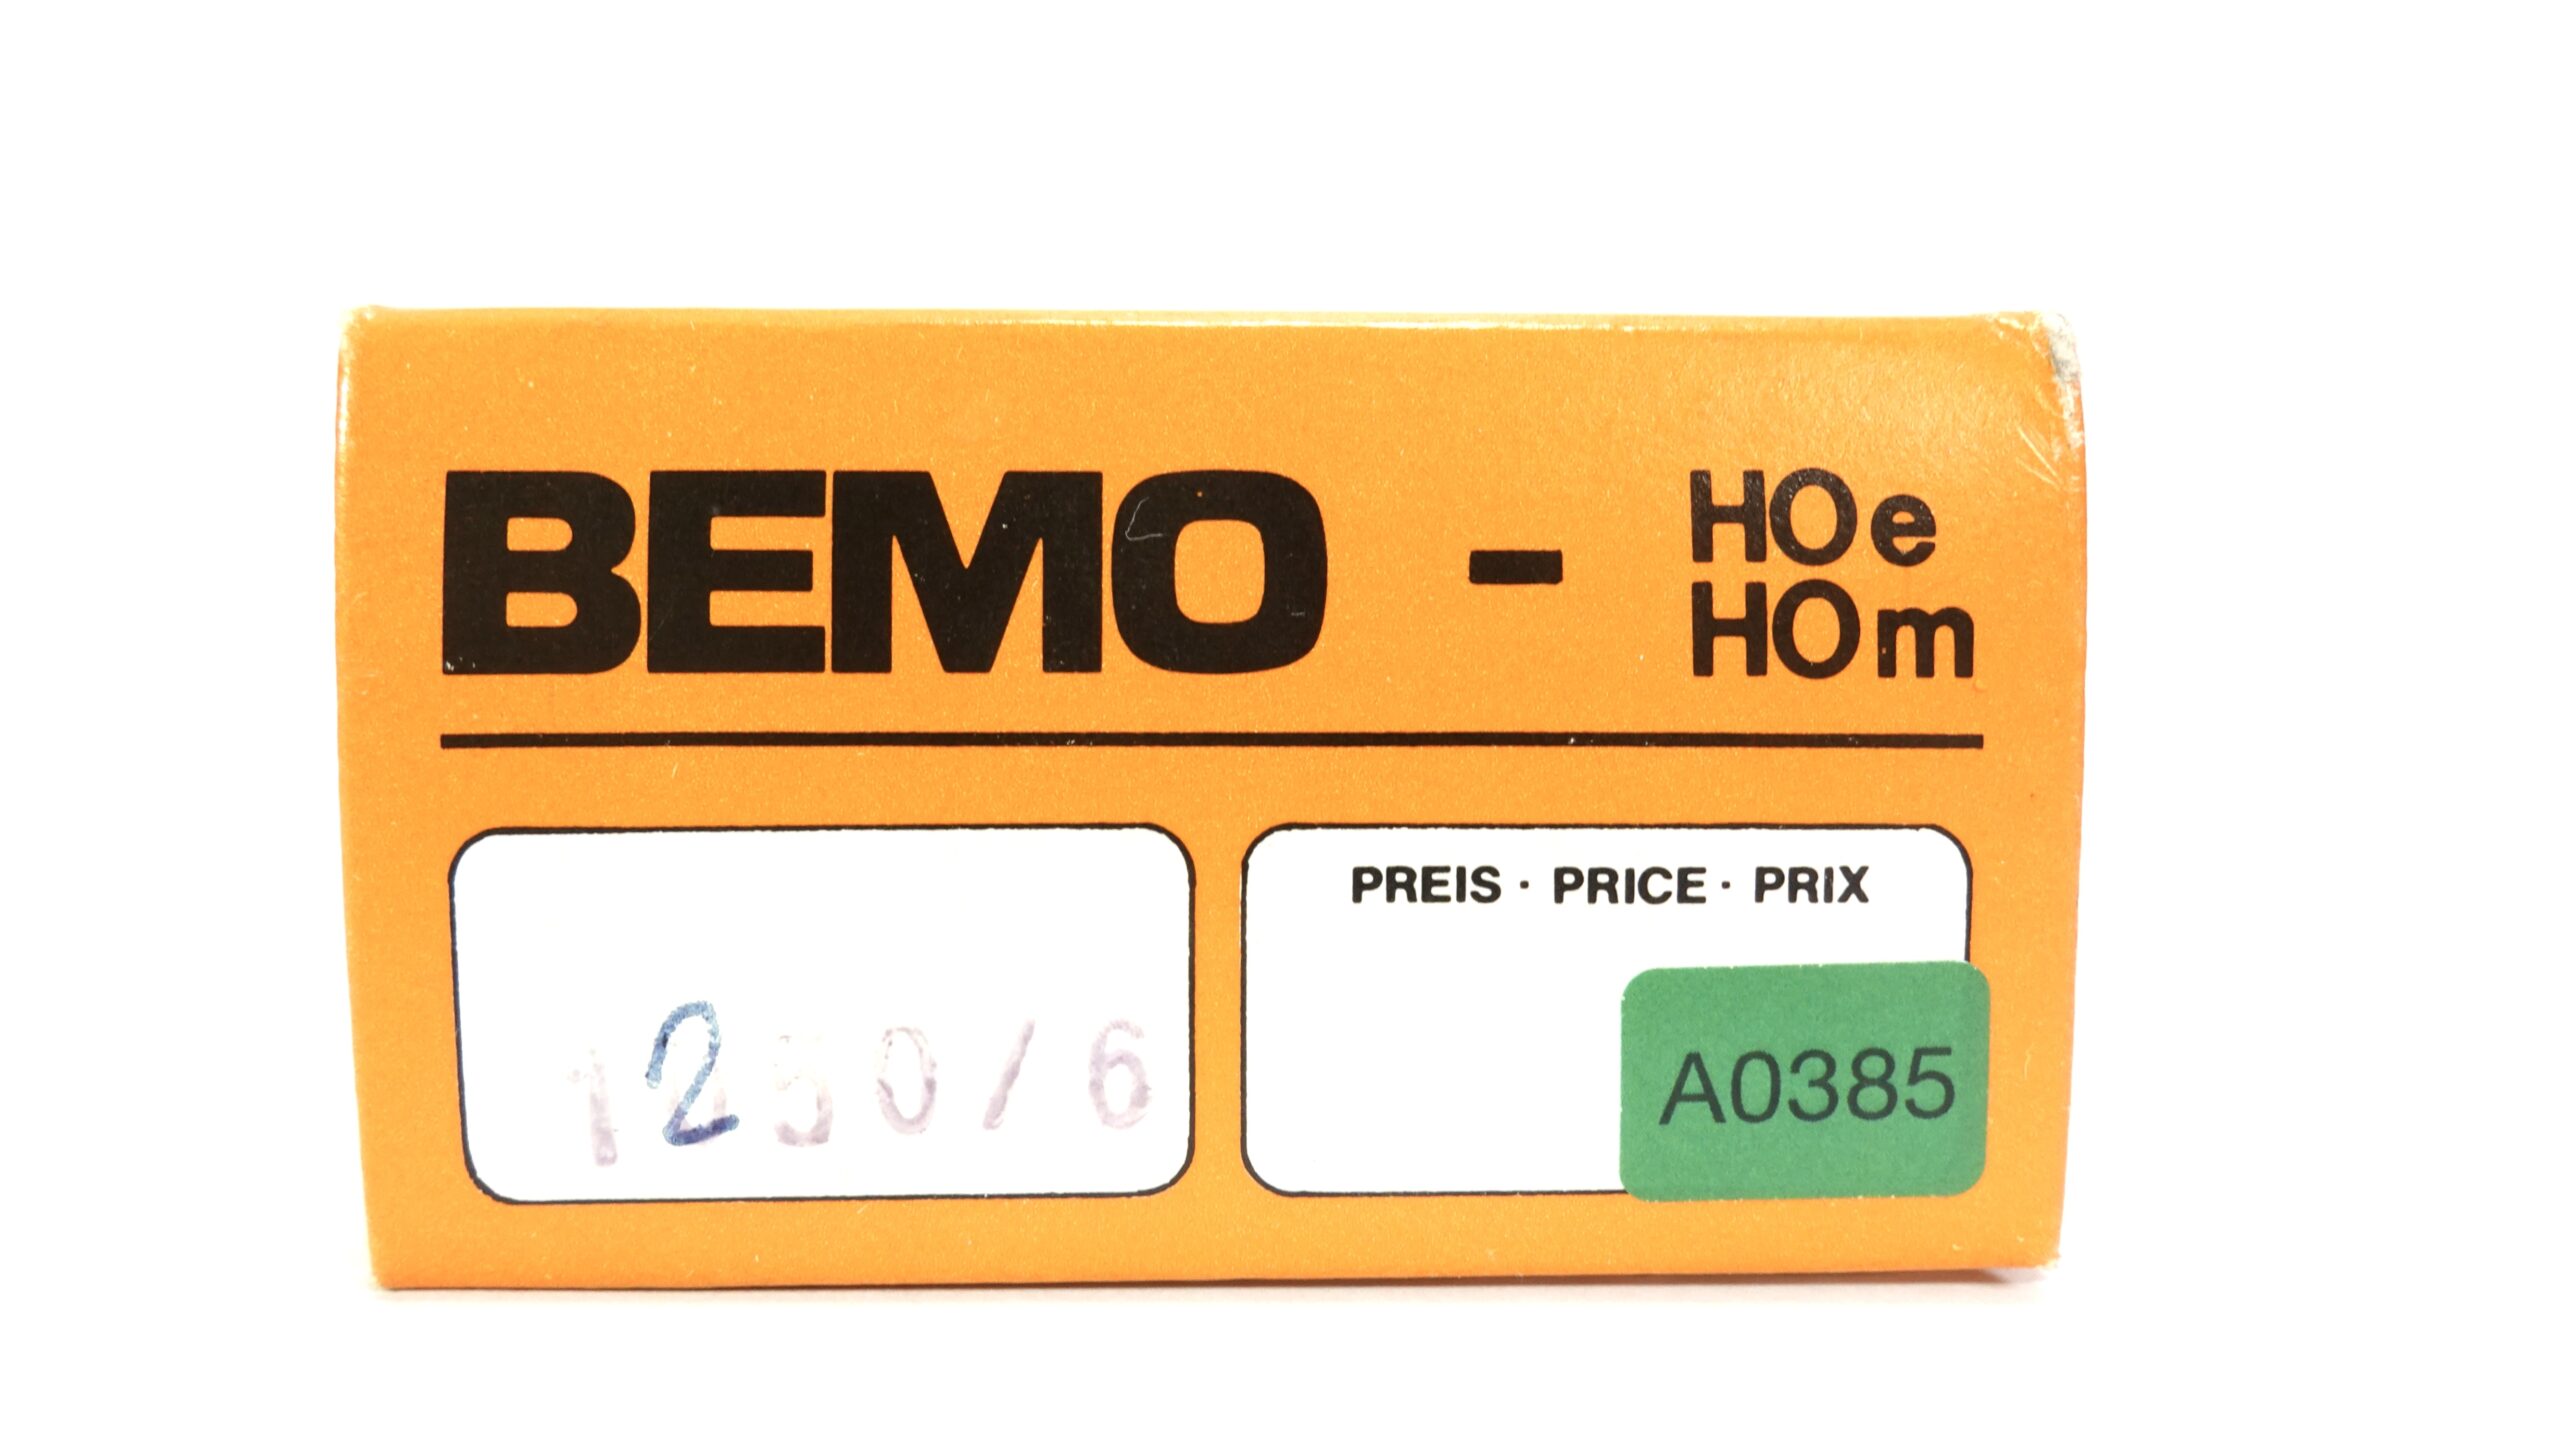 BEMO - HOe
HOm
PREIS · PRICE · PRIX
1250/6
A0385